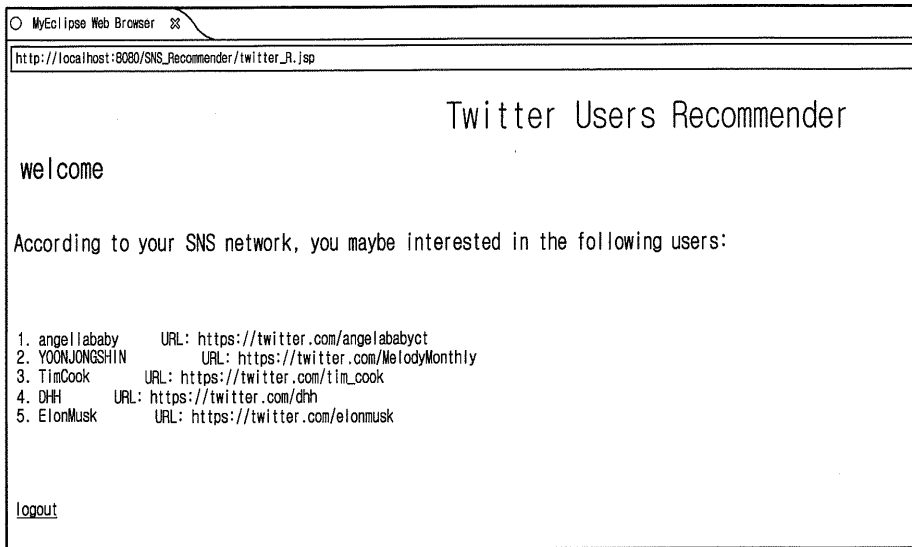 MyEclipse Web Browser
http://localhost:8080/SNS_Recommender/twitter_R.jsp
Twitter Users Recommender
welcome
According to your SNS network, you maybe interested in the following users:
1. angellababy URL: https://twitter.com/angelababyct
2. YOONJONGSHIN URL: https://twitter.com/MelodyMonthly
3. TimCook URL: https://twitter.com/tim_cook
4. DHH URL: https://twitter.com/dhh
5. ElonMusk URL: https://twitter.com/elonmusk
logout